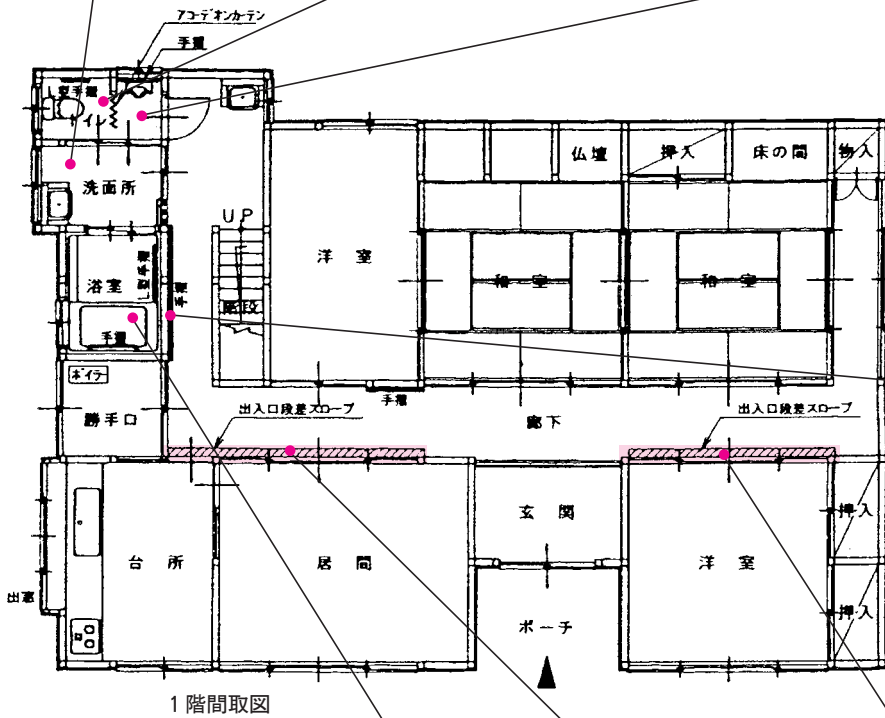 アコーデオンカーテン
手摺
L型手摺
トイレ
洗面所
UP
仏壇
押入
床の間
物入
洋室
和室
和室
浴室
L型手摺
手摺
手摺
階段
ボイラー
勝手口
手摺
出入口段差スロープ
廊下
出入口段差スロープ
玄関
押入
台所
居間
洋室
出窓
ポーチ
押入
1階間取図